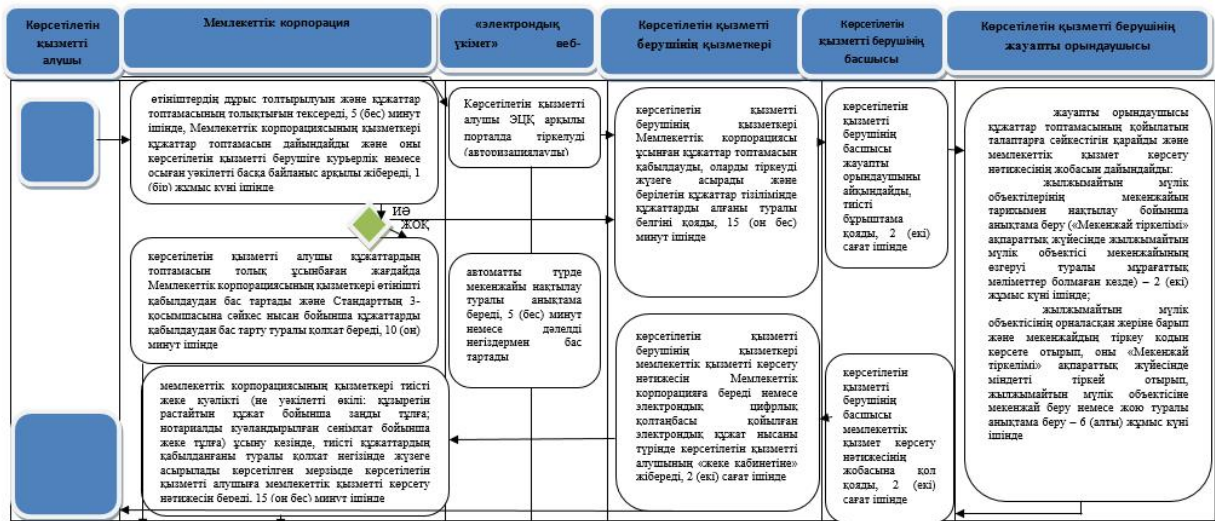 Көрсетілетін
қызметті
алушы
Мемлекеттік корпорация
«электрондық
үкімет» веб-
Көрсетілетін қызметті
берушінің қызметкері
Көрсетілетін
қызметті берушінің
басшысы
Көрсетілетін қызметті берушінің
жауапты орындаушысы
өтініштердің дұрыс толтырылуын және құжаттар
топтамасының толықтығын тексереді, 5 (бес) минут
ішінде, Мемлекеттік корпорациясының қызметкері
құжаттар топтамасын дайындайды және оны
көрсетілетін қызметті берушіге курьерлік немесе
осыған уәкілетті басқа байланыс арқылы жібереді, 1
(бір) жұмыс күні ішінде
ИӘ
ЖОҚ
көрсетілетін қызметті алушы құжаттардың
топтамасын толық ұсынбаған жағдайда
Мемлекеттік корпорациясының қызметкері өтінішті
қабылдаудан бас тартады және Стандарттың 3-
қосымшасына сәйкес нысан бойынша құжаттарды
қабылдаудан бас тарту туралы қолхат береді, 10 (он)
минут ішінде
мемлекеттік корпорациясының қызметкері тиісті
жеке куәлікті (не уәкілетті өкілі: құзыретін
растайтын құжат бойынша заңды тұлға;
нотариалды куәландырылған сенімхат бойынша
жеке тұлға) ұсыну кезінде, тиісті құжаттардың
қабылданғаны туралы қолхат негізінде жүзеге
асырылады көрсетілген мерзімде көрсетілетін
қызметті алушыға мемлекеттік қызметті көрсету
нәтижесін береді, 15 (он бес) минут ішінде
Көрсетілетін қызметті
алушы ЭЦҚ арқылы
порталда тіркелуді
(авторизациялауды)
автоматты түрде
мекенжайы нақтылау
туралы анықтама
береді, 5 (бес) минут
немесе дәлелді
негіздермен бас
тартады
көрсетілетін қызметті
берушінің қызметкері
Мемлекеттік корпорациясы
ұсынған құжаттар топтамасын
қабылдауды, оларды тіркеуді
жүзеге асырады және
берілетін құжаттар тізілімінде
құжаттарды алғаны туралы
белгіні қояды, 15 (он бес)
минут ішінде
көрсетілетін қызметті
берушінің қызметкері
мемлекеттік қызметті көрсету
нәтижесін Мемлекеттік
корпорацияға береді немесе
электрондық цифрлық
қолтаңбасы қойылған
электрондық құжат нысаны
түрінде көрсетілетін қызметті
алушының «жеке кабинетіне»
жібереді, 2 (екі) сағат ішінде
көрсетілетін
қызметті
берушінің
басшысы
жауапты
орындаушыны
айқындайды,
тиісті
бұрыштама
қояды, 2 (екі)
сағат ішінде
көрсетілетін
қызметті
берушінің
басшысы
мемлекеттік
қызмет көрсету
нәтижесінің
жобасына қол
қояды, 2 (екі)
сағат ішінде
жауапты орындаушысы
құжаттар топтамасының қойылатын
талаптарға сәйкестігін қарайды және
мемлекеттік қызмет көрсету
нәтижесінің жобасын дайындайды:
жылжымайтын мүлік
объектілерінің мекенжайын
тарихымен нақтылау бойынша
анықтама беру («Мекенжай тіркелімі»
ақпараттық жүйесінде жылжымайтын
мүлік объектісі мекенжайының
өзгеруі туралы мұрағаттық
мәліметтер болмаған кезде) – 2 (екі)
жұмыс күні ішінде;
жылжымайтын мүлік
объектісінің орналасқан жеріне барып
және мекенжайдың тіркеу кодын
көрсете отырып, оны «Мекенжай
тіркелімі» ақпараттық жүйесінде
міндетті тіркей отырып,
жылжымайтын мүлік объектісіне
мекенжай беру немесе жою туралы
анықтама беру – 6 (алты) жұмыс күні
ішінде